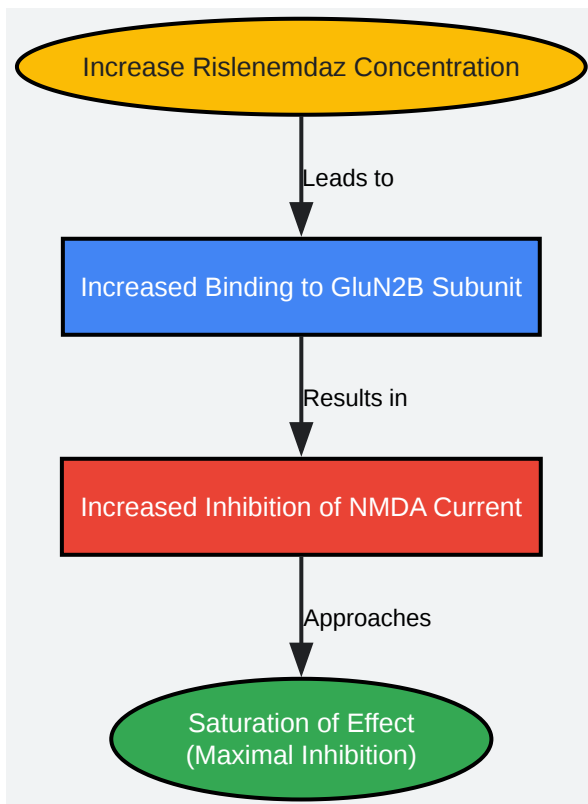 Increase Rislenemdaz Concentration
Leads to
Increased Binding to GluN2B Subunit
Results in
Increased Inhibition of NMDA Current
Approaches
Saturation of Effect
(Maximal Inhibition)